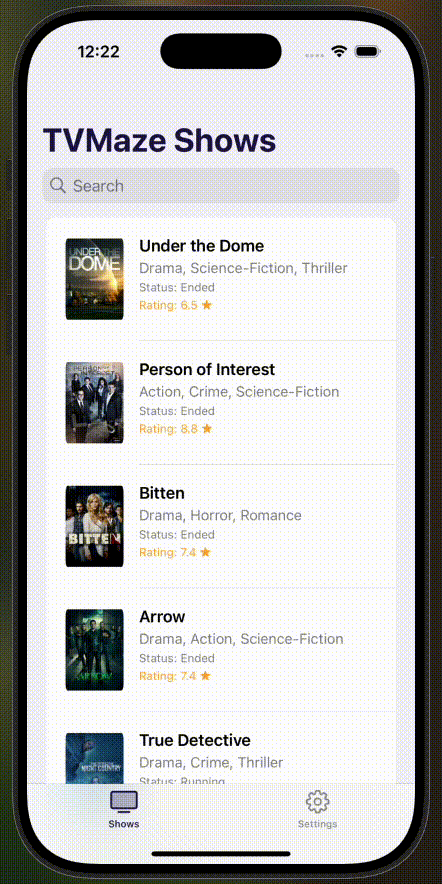 12:22
TVMaze Shows
Search
UNDER THE
DOME
Under the Dome
Drama, Science-Fiction, Thriller
Status: Ended
Rating: 6.5 ★
Person of Interest
Action, Crime, Science-Fiction
Status: Ended
Rating: 8.8 ★
BITTEN
Bitten
Drama, Horror, Romance
Status: Ended
Rating: 7.4 ★
ARROW
Arrow
Drama, Action, Science-Fiction
Status: Ended
Rating: 7.4 ★
NIGHT COUNTRY
True Detective
Drama, Crime, Thriller
Status: Running
Shows
Settings